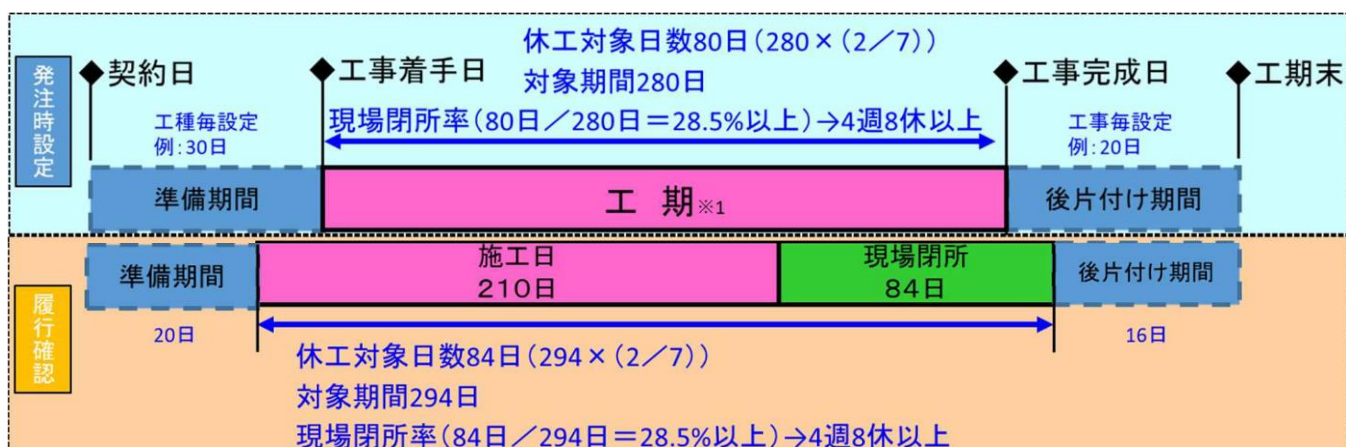 発注時設定
休工対象日数80日(280×(2/7))
◆契約日
◆工事着手日
対象期間280日
◆工事完成日
◆工期末
工種毎設定
例:30日
現場閉所率(80日/280日=28.5%以上)→4週8休以上
工事毎設定
例:20日
準備期間
工 期※1
後片付け期間
履行確認
準備期間
施工日
210日
現場閉所
84日
後片付け期間
20日
16日
休工対象日数84日(294×(2/7))
対象期間294日
現場閉所率(84日/294日=28.5%以上)→4週8休以上